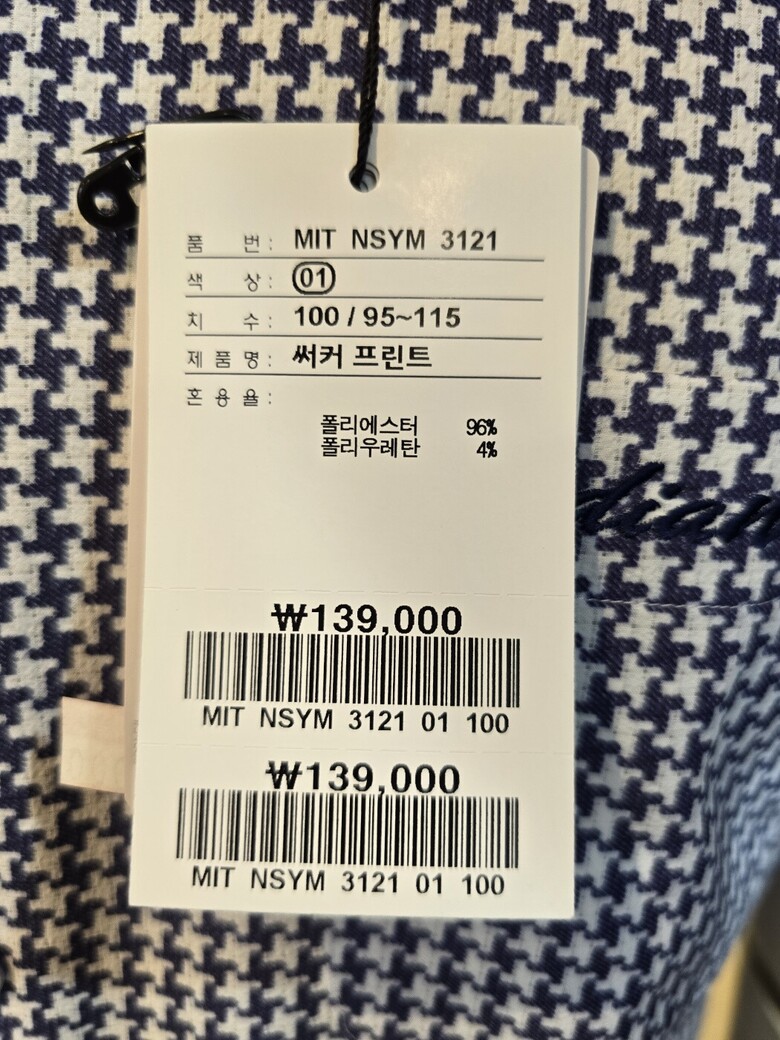 품 번 : MIT NSYM 3121
색 상 : 01
치 수 : 100 / 95~115
제 품 명 : 써커 프린트
혼 용 율 :
폴리에스터 96%
폴리우레탄 4%
₩139,000
MIT NSYM 3121 01 100
₩139,000
MIT NSYM 3121 01 100